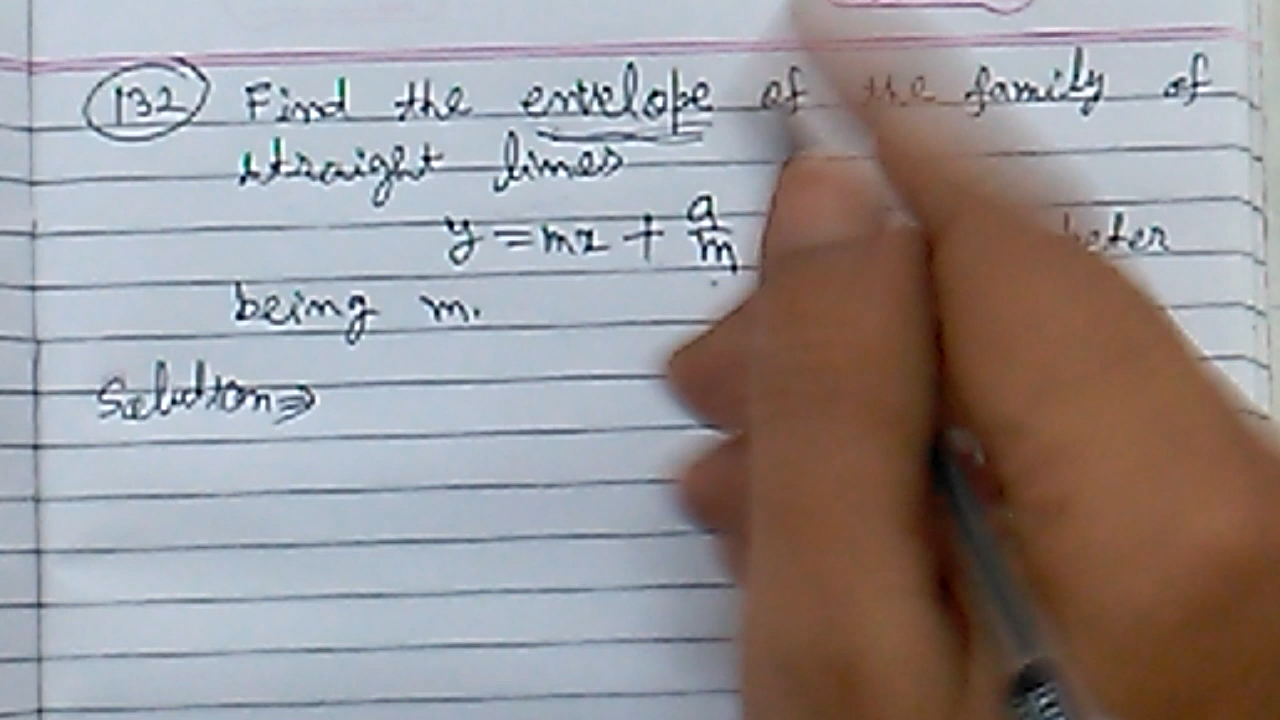 132 Find the envelope of the family of
straight lines
y = mx + a/m
being m.
Solution ⇒